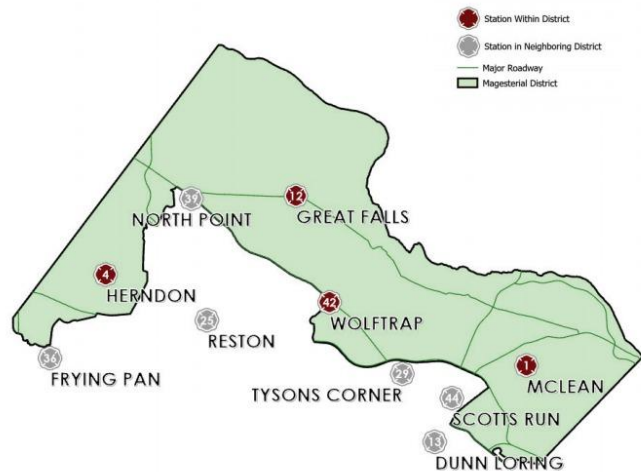 Station Within District
Station in Neighboring District
Major Roadway
Magesterial District
39
NORTH POINT
12
GREAT FALLS
4
HERNDON
42
WOLFTRAP
25
RESTON
36
FRYING PAN
29
TYSONS CORNER
1
MCLEAN
44
SCOTTS RUN
13
DUNN LORING